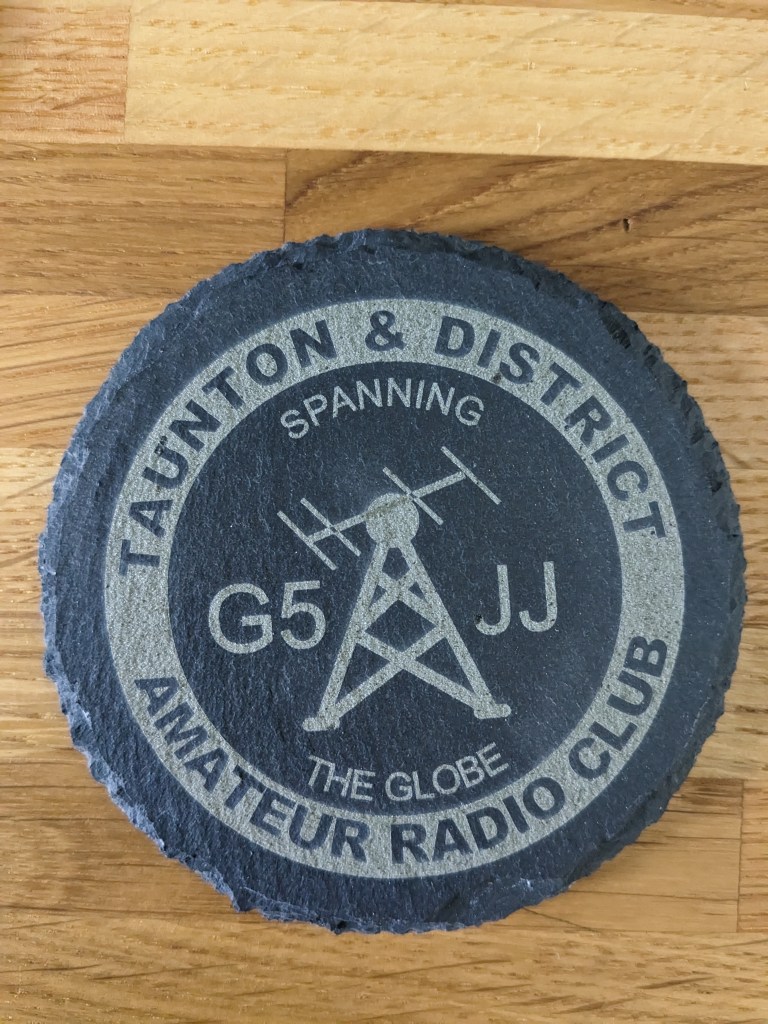 TAUNTON & DISTRICT
SPANNING
G5 JJ
THE GLOBE
AMATEUR RADIO CLUB